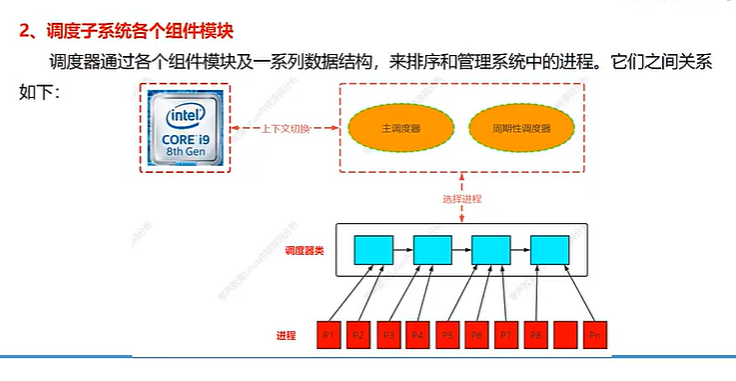 2、调度子系统各个组件模块
调度器通过各个组件模块及一系列数据结构，来排序和管理系统中的进程。它们之间关系
如下：
intel
CORE i9
8th Gen
上下文切换
主调度器
周期性调度器
选择进程
调度器类
进程
P1 P2 P3 P4 P5 P6 P7 P8 Pn